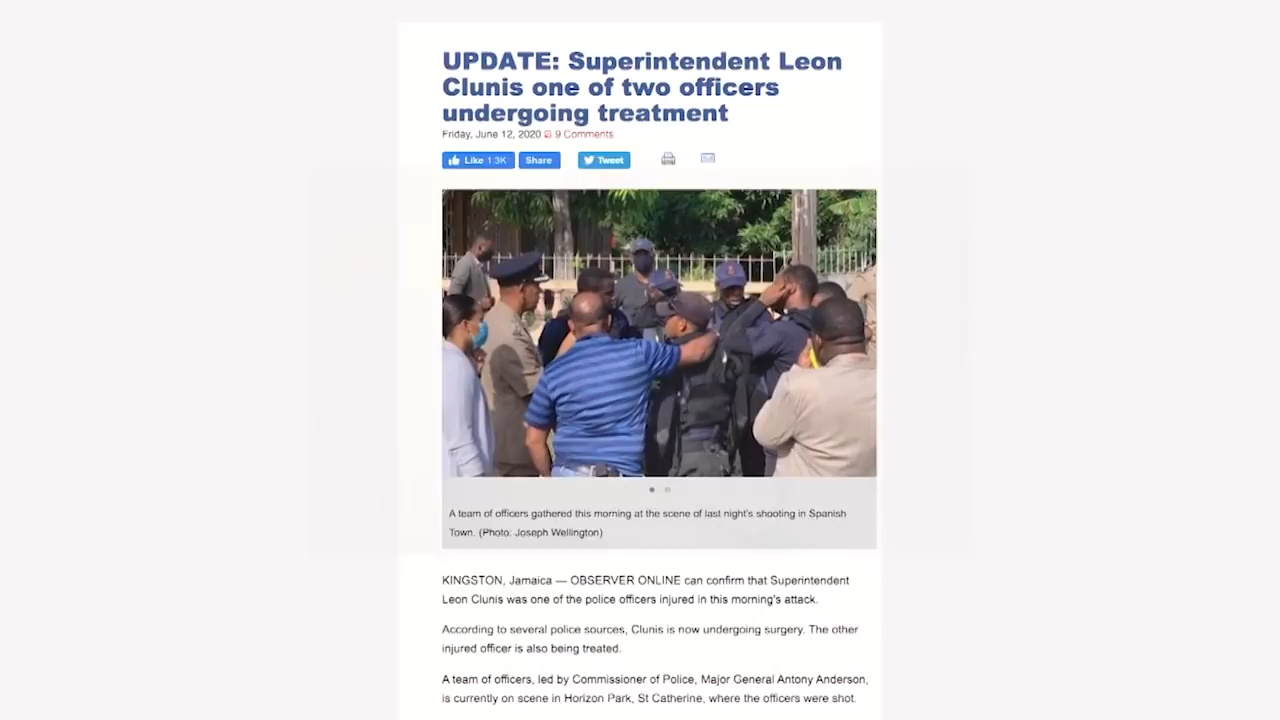 UPDATE: Superintendent Leon
Clunis one of two officers
undergoing treatment
Friday, June 12, 2020 9 Comments
Like 1.3K Share Tweet
A team of officers gathered this morning at the scene of last night's shooting in Spanish
Town. (Photo: Joseph Wellington)
KINGSTON, Jamaica — OBSERVER ONLINE can confirm that Superintendent
Leon Clunis was one of the police officers injured in this morning's attack.
According to several police sources, Clunis is now undergoing surgery. The other
injured officer is also being treated.
A team of officers, led by Commissioner of Police, Major General Antony Anderson,
is currently on scene in Horizon Park, St Catherine, where the officers were shot.